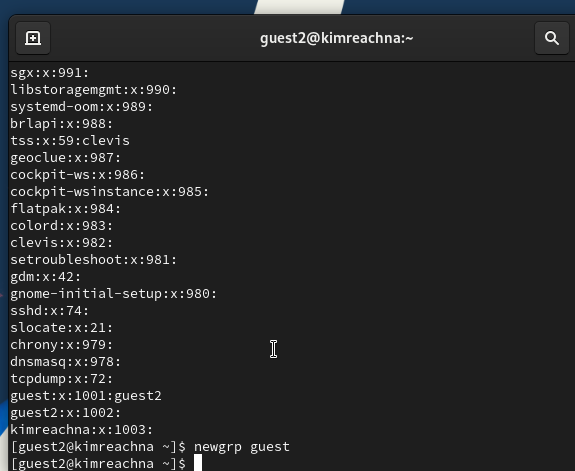 guest2@kimreachna:~
sgx:x:991:
libstoragemgmt:x:990:
systemd-oom:x:989:
brlapi:x:988:
tss:x:59:clevis
geoclue:x:987:
cockpit-ws:x:986:
cockpit-wsinstance:x:985:
flatpak:x:984:
colord:x:983:
clevis:x:982:
setroubleshoot:x:981:
gdm:x:42:
gnome-initial-setup:x:980:
sshd:x:74:
slocate:x:21:
chrony:x:979:
dnsmasq:x:978:
tcpdump:x:72:
guest:x:1001:guest2
guest2:x:1002:
kimreachna:x:1003:
[guest2@kimreachna ~]$ newgrp guest
[guest2@kimreachna ~]$